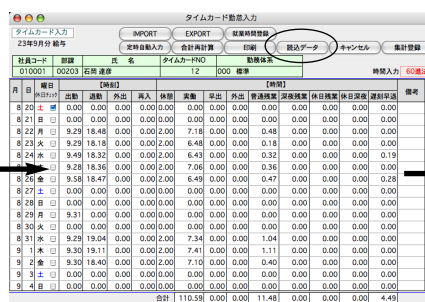 タイムカード勤怠入力
タイムカード入力 IMPORT EXPORT 就業時間登録
23年9月分 給与 定時自動入力 合計再計算 印刷 読込データ キャンセル 集計登録
社員コード 部課 氏 名 タイムカードNO 勤務体系
010001 00203 石岡 達彦 12 000 標準 時間入力 60進法
月 日 曜日 【時刻】 【時間】 備考
休日チェック 出勤 退勤 外出 再入 休憩 実働 早出 外出 普通残業 深夜残業 休日残業 休日深夜 遅刻早退
8 20 土 0.00 0.00 0.00 0.00 0.00 0.00 0.00 0.00 0.00 0.00 0.00 0.00 0.00
8 21 日 0.00 0.00 0.00 0.00 0.00 0.00 0.00 0.00 0.00 0.00 0.00 0.00 0.00
8 22 月 9.29 18.48 0.00 0.00 2.00 7.18 0.00 0.00 0.48 0.00 0.00 0.00 0.00
8 23 火 9.29 18.18 0.00 0.00 2.00 6.48 0.00 0.00 0.18 0.00 0.00 0.00 0.00
8 24 水 9.49 18.32 0.00 0.00 2.00 6.43 0.00 0.00 0.32 0.00 0.00 0.00 0.19
9.28 18.36 0.00 0.00 2.00 7.06 0.00 0.00 0.36 0.00 0.00 0.00 0.00
8 26 金 9.58 18.47 0.00 0.00 2.00 6.49 0.00 0.00 0.47 0.00 0.00 0.00 2.28
8 27 土 0.00 0.00 0.00 0.00 0.00 0.00 0.00 0.00 0.00 0.00 0.00 0.00 0.00
8 28 日 0.00 0.00 0.00 0.00 0.00 0.00 0.00 0.00 0.00 0.00 0.00 0.00 0.00
8 29 月 9.31 0.00 0.00 0.00 0.00 0.00 0.00 0.00 0.00 0.00 0.00 0.00 0.00
8 30 火 0.00 0.00 0.00 0.00 0.00 0.00 0.00 0.00 0.00 0.00 0.00 0.00 0.00
8 31 水 9.29 19.04 0.00 0.00 2.00 7.34 0.00 0.00 1.04 0.00 0.00 0.00 0.00
9 1 木 9.30 19.11 0.00 0.00 2.00 7.41 0.00 0.00 1.11 0.00 0.00 0.00 0.00
9 2 金 9.30 18.40 0.00 0.00 2.00 7.10 0.00 0.00 0.40 0.00 0.00 0.00 0.00
9 3 土 0.00 0.00 0.00 0.00 0.00 0.00 0.00 0.00 0.00 0.00 0.00 0.00 0.00
9 4 日 0.00 0.00 0.00 0.00 0.00 0.00 0.00 0.00 0.00 0.00 0.00 0.00 0.00
合計 110.59 0.00 0.00 11.48 0.00 0.00 0.00 4.49